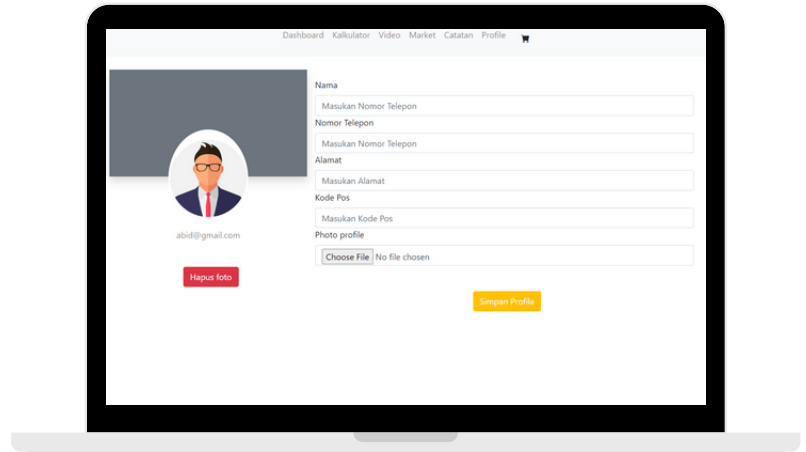 Dashboard Kalkulator Video Market Catatan Profile
abid@gmail.com
Hapus foto
Nama
Masukan Nomor Telepon
Nomor Telepon
Masukan Nomor Telepon
Alamat
Masukan Alamat
Kode Pos
Masukan Kode Pos
Photo profile
Choose File No file chosen
Simpan Profile